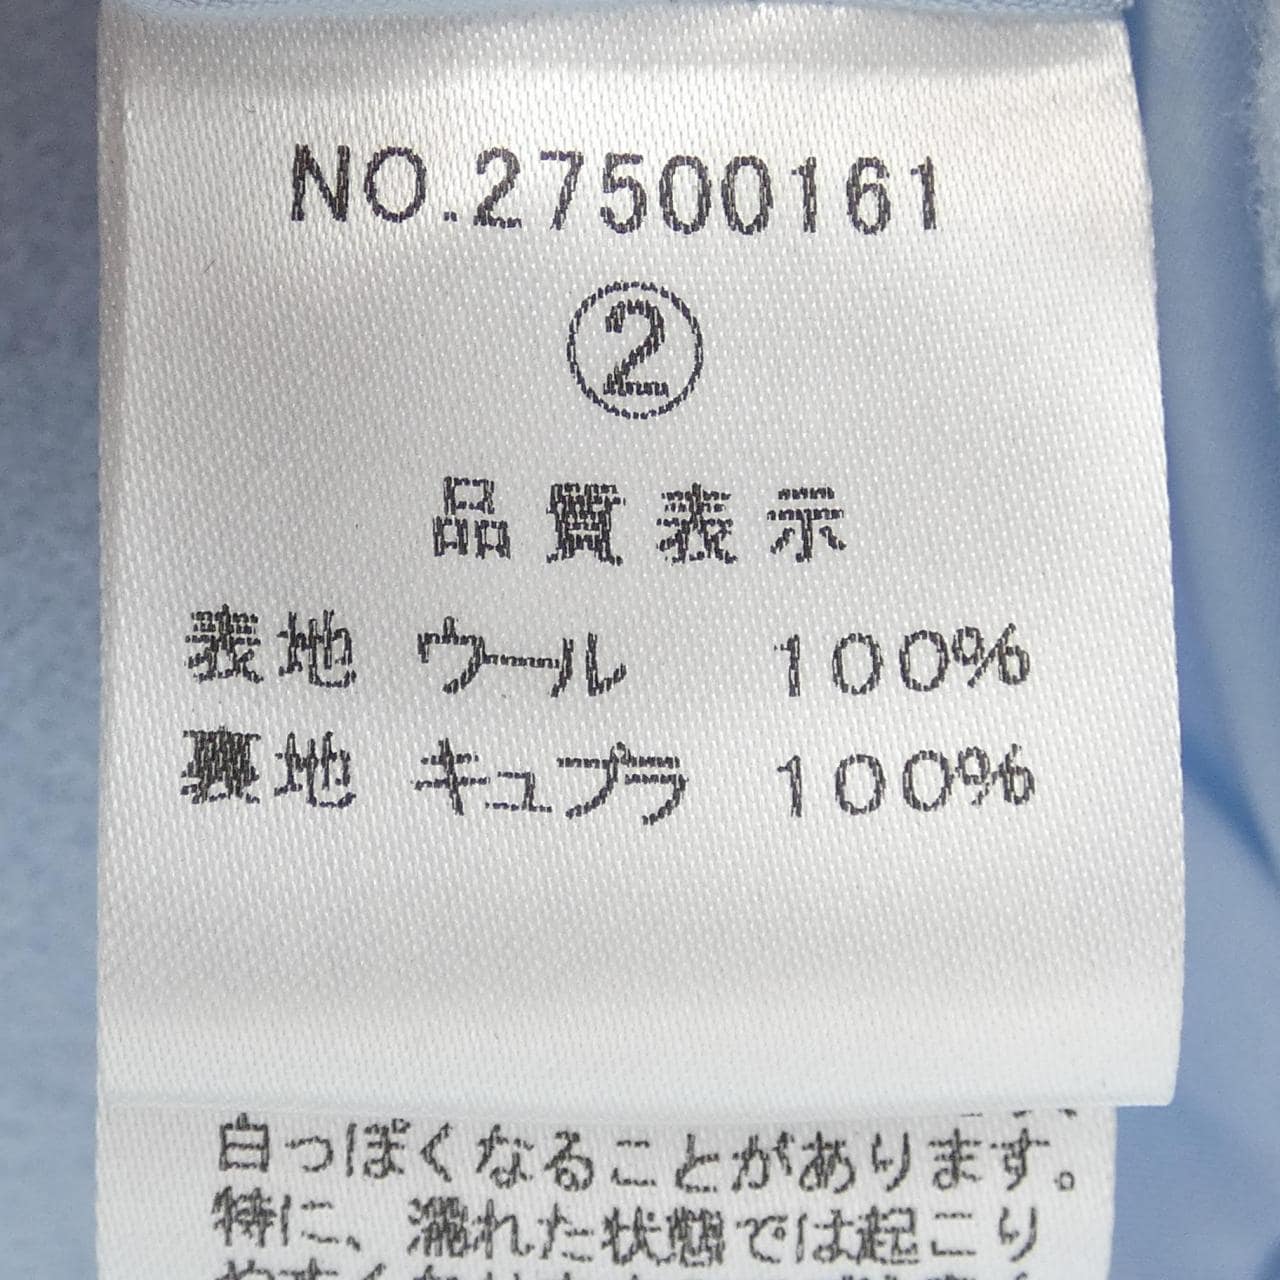 NO.27500161
②
品質表示
表地 ウール 100%
裏地 キュプラ 100%
白っぽくなることがあります。
特に、濡れた状態では起こり